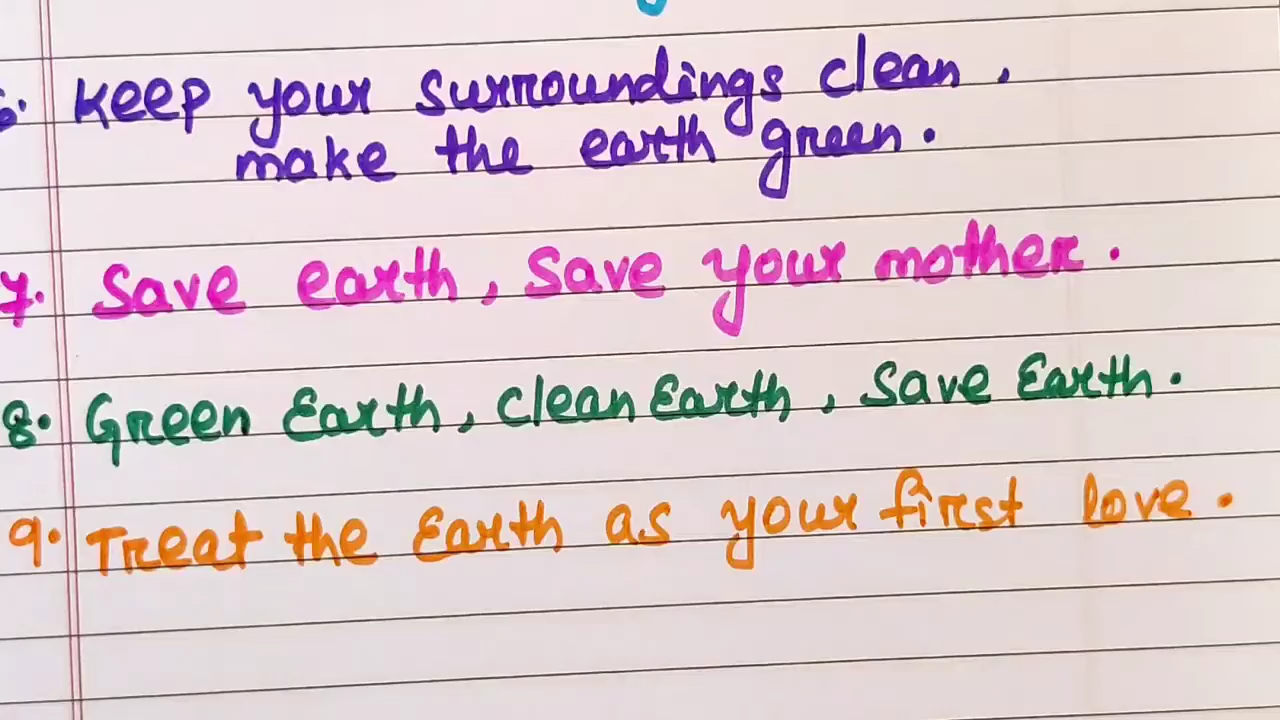 6. Keep your surroundings clean,
make the earth green.
7. Save earth, Save your mother.
8. Green Earth, Clean Earth, Save Earth.
9. Treat the Earth as your first love.